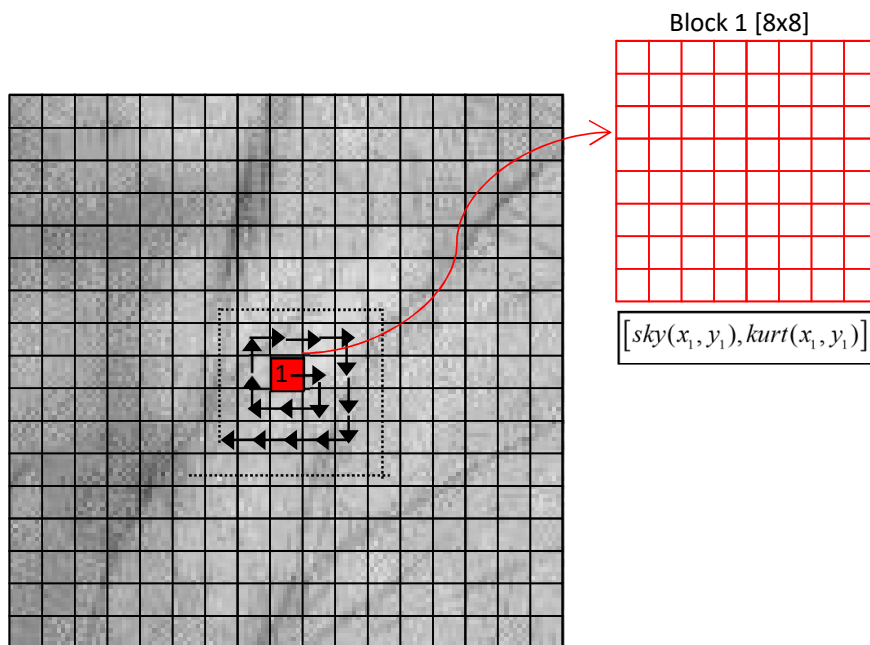 Block 1 [8x8]
1
[sky(x₁, y₁), kurt(x₁, y₁)]